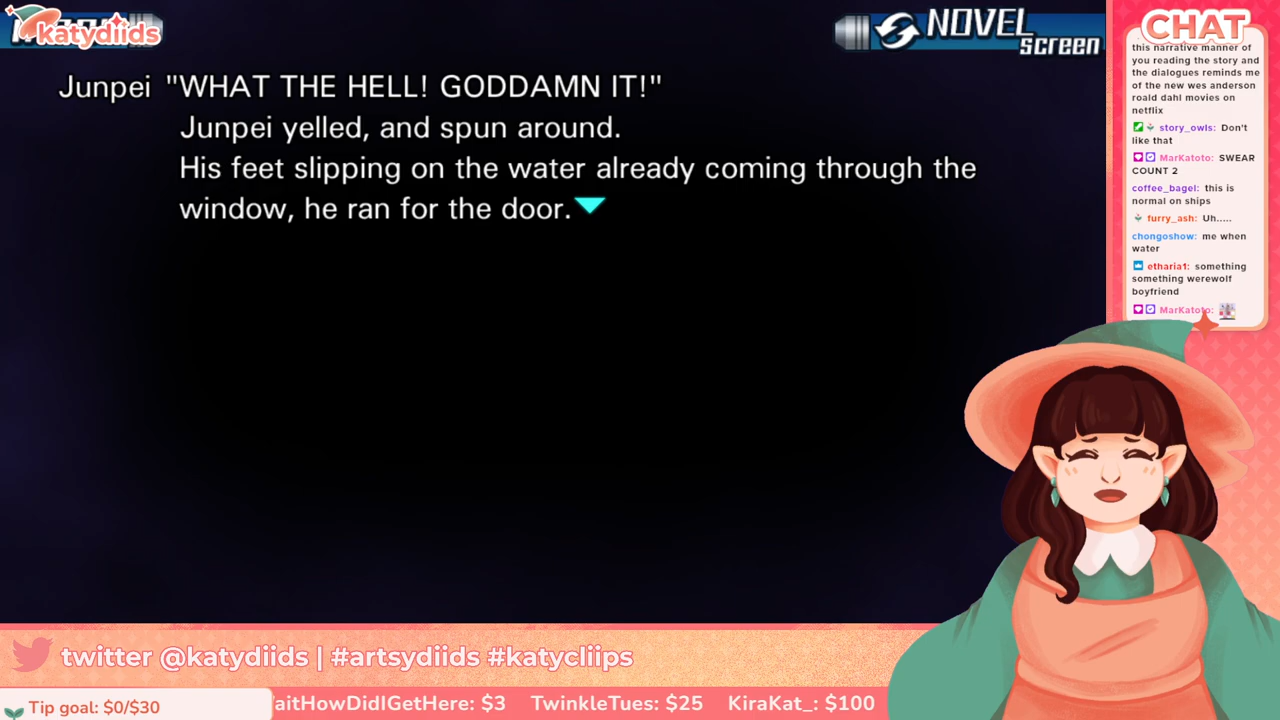 katydiids
NOVEL
screen
Junpei "WHAT THE HELL! GODDAMN IT!"
Junpei yelled, and spun around.
His feet slipping on the water already coming through the
window, he ran for the door.
CHAT
this narrative manner of
you reading the story and
the dialogues reminds me
of the new wes anderson
roald dahl movies on
netflix
story_owls: Don't
like that
MarKatoto: SWEAR
COUNT 2
coffee_bagel: this is
normal on ships
furry_ash: Uh.....
chongoshow: me when
water
etharia1: something
something werewolf
boyfriend
MarKatoto:
twitter @katydiids | #artsydiids #katycliips
Tip goal: $0/$30
aitHowDidIGetHere: $3 TwinkleTues: $25 KiraKat_: $100